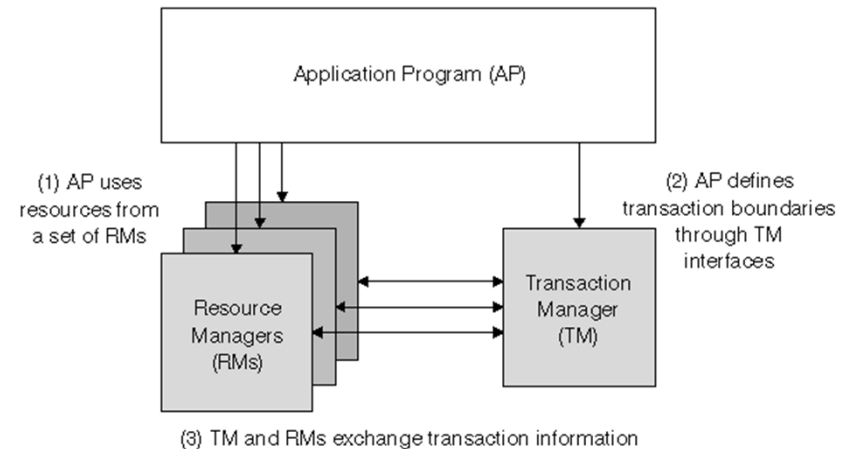 Application Program (AP)
(1) AP uses
resources from
a set of RMs
(2) AP defines
transaction boundaries
through TM
interfaces
Resource
Managers
(RMs)
Transaction
Manager
(TM)
(3) TM and RMs exchange transaction information